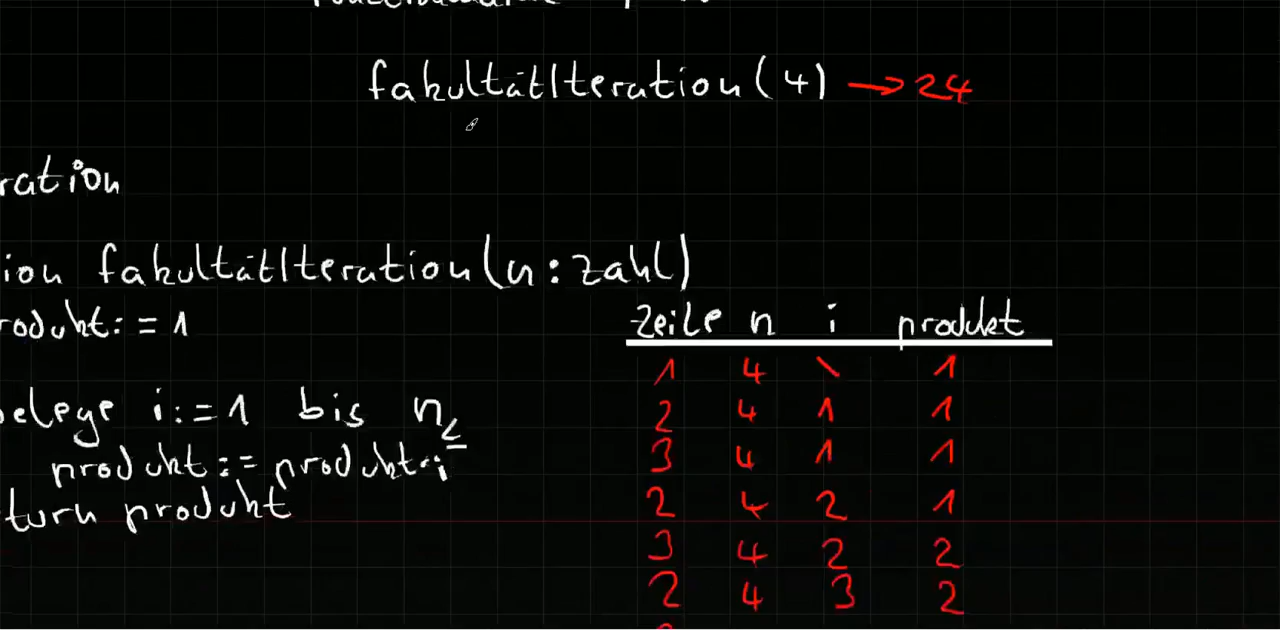 fakultätIteration(4) → 24
ration
ion fakultätIteration(n:zahl)
rodukt:=1
elege i:=1 bis n
produkt:=produkt·i
turn produkt
zeile n i produkt
1 4 \ 1
2 4 1 1
3 4 1 1
2 4 2 1
3 4 2 2
2 4 3 2